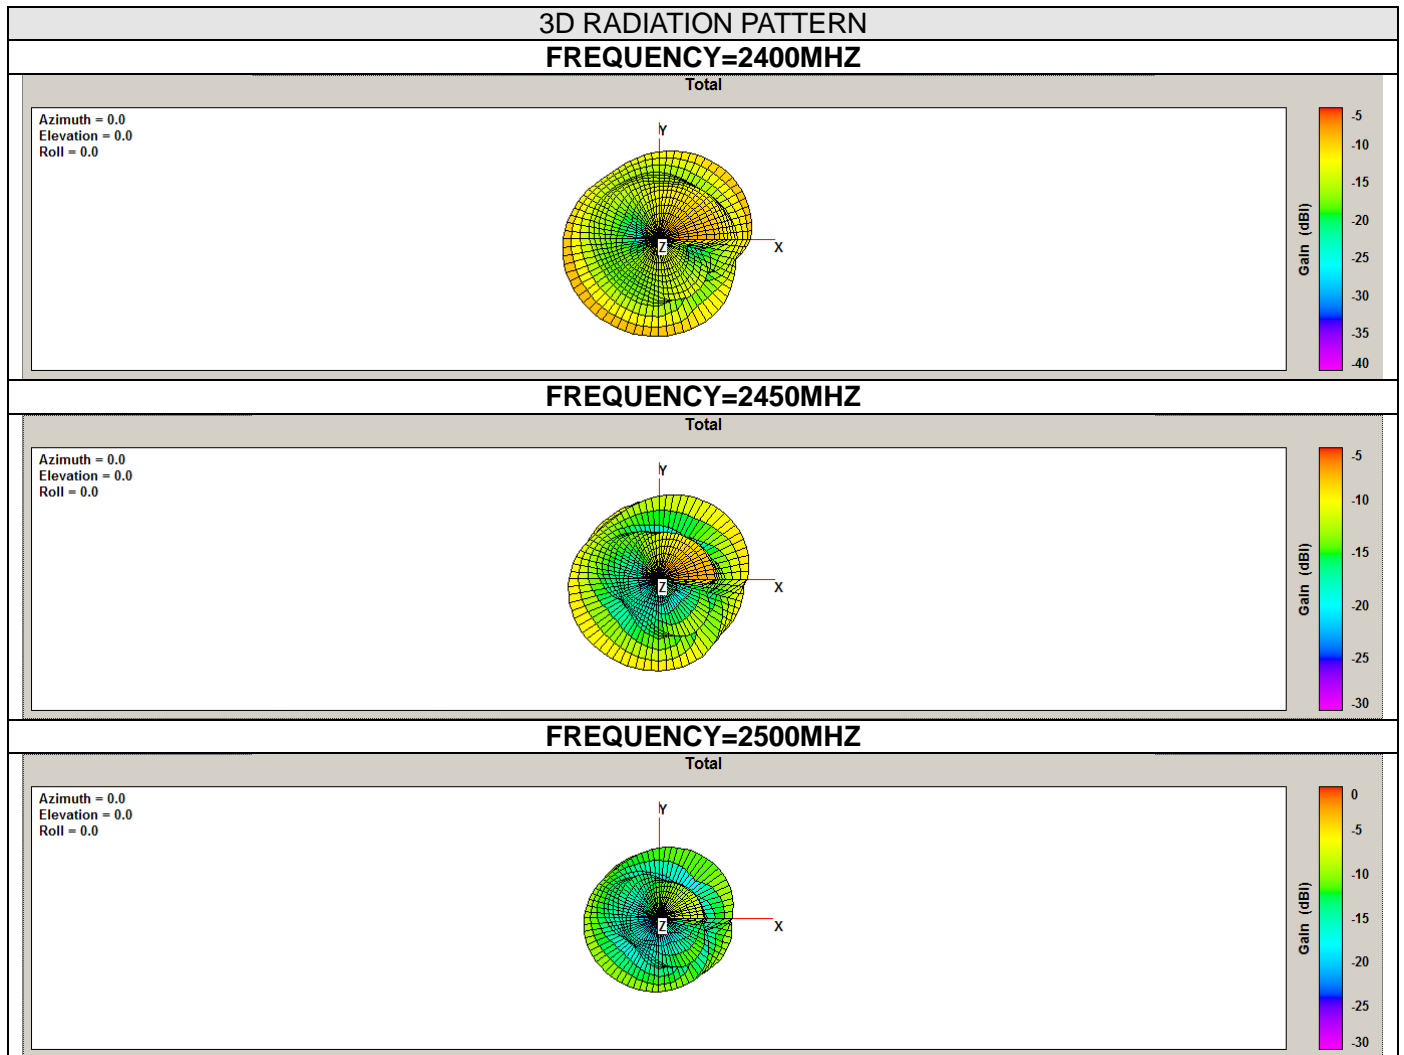 3D RADIATION PATTERN
FREQUENCY=2400MHZ
Total
Azimuth = 0.0
Elevation = 0.0
Roll = 0.0
Y
Z
X
Gain (dBi)
-5
-10
-15
-20
-25
-30
-35
-40
FREQUENCY=2450MHZ
Total
Azimuth = 0.0
Elevation = 0.0
Roll = 0.0
Y
Z
X
Gain (dBi)
-5
-10
-15
-20
-25
-30
FREQUENCY=2500MHZ
Total
Azimuth = 0.0
Elevation = 0.0
Roll = 0.0
Y
Z
X
Gain (dBi)
0
-5
-10
-15
-20
-25
-30